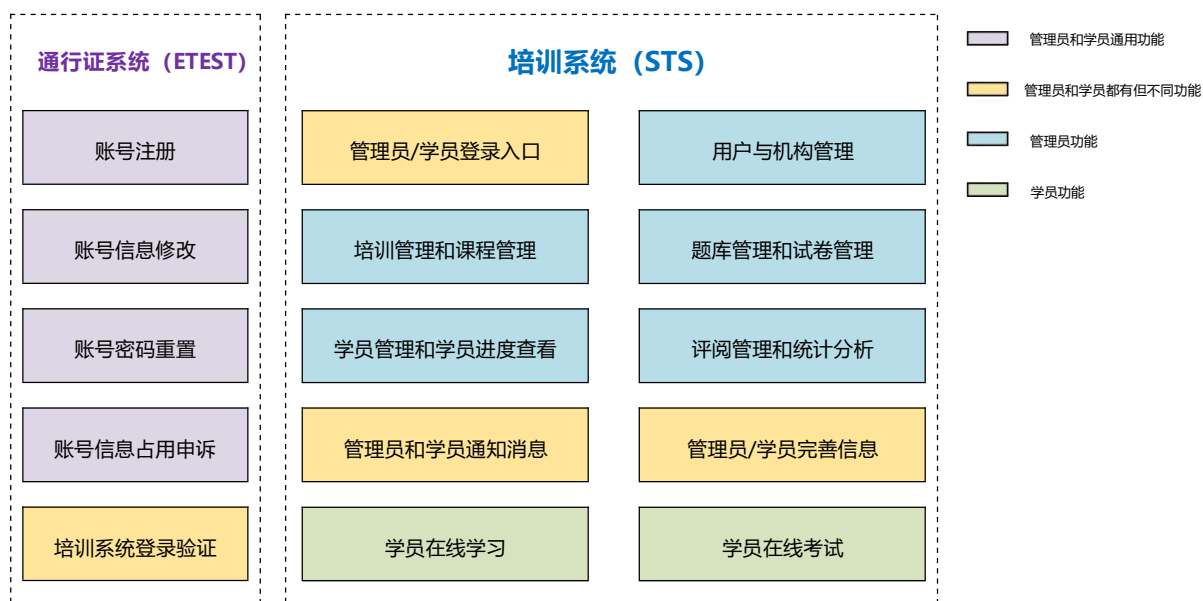 通行证系统（ETEST）
账号注册
账号信息修改
账号密码重置
账号信息占用申诉
培训系统登录验证
培训系统（STS）
管理员/学员登录入口
用户与机构管理
培训管理和课程管理
题库管理和试卷管理
学员管理和学员进度查看
评阅管理和统计分析
管理员和学员通知消息
管理员/学员完善信息
学员在线学习
学员在线考试
管理员和学员通用功能
管理员和学员都有但不同功能
管理员功能
学员功能